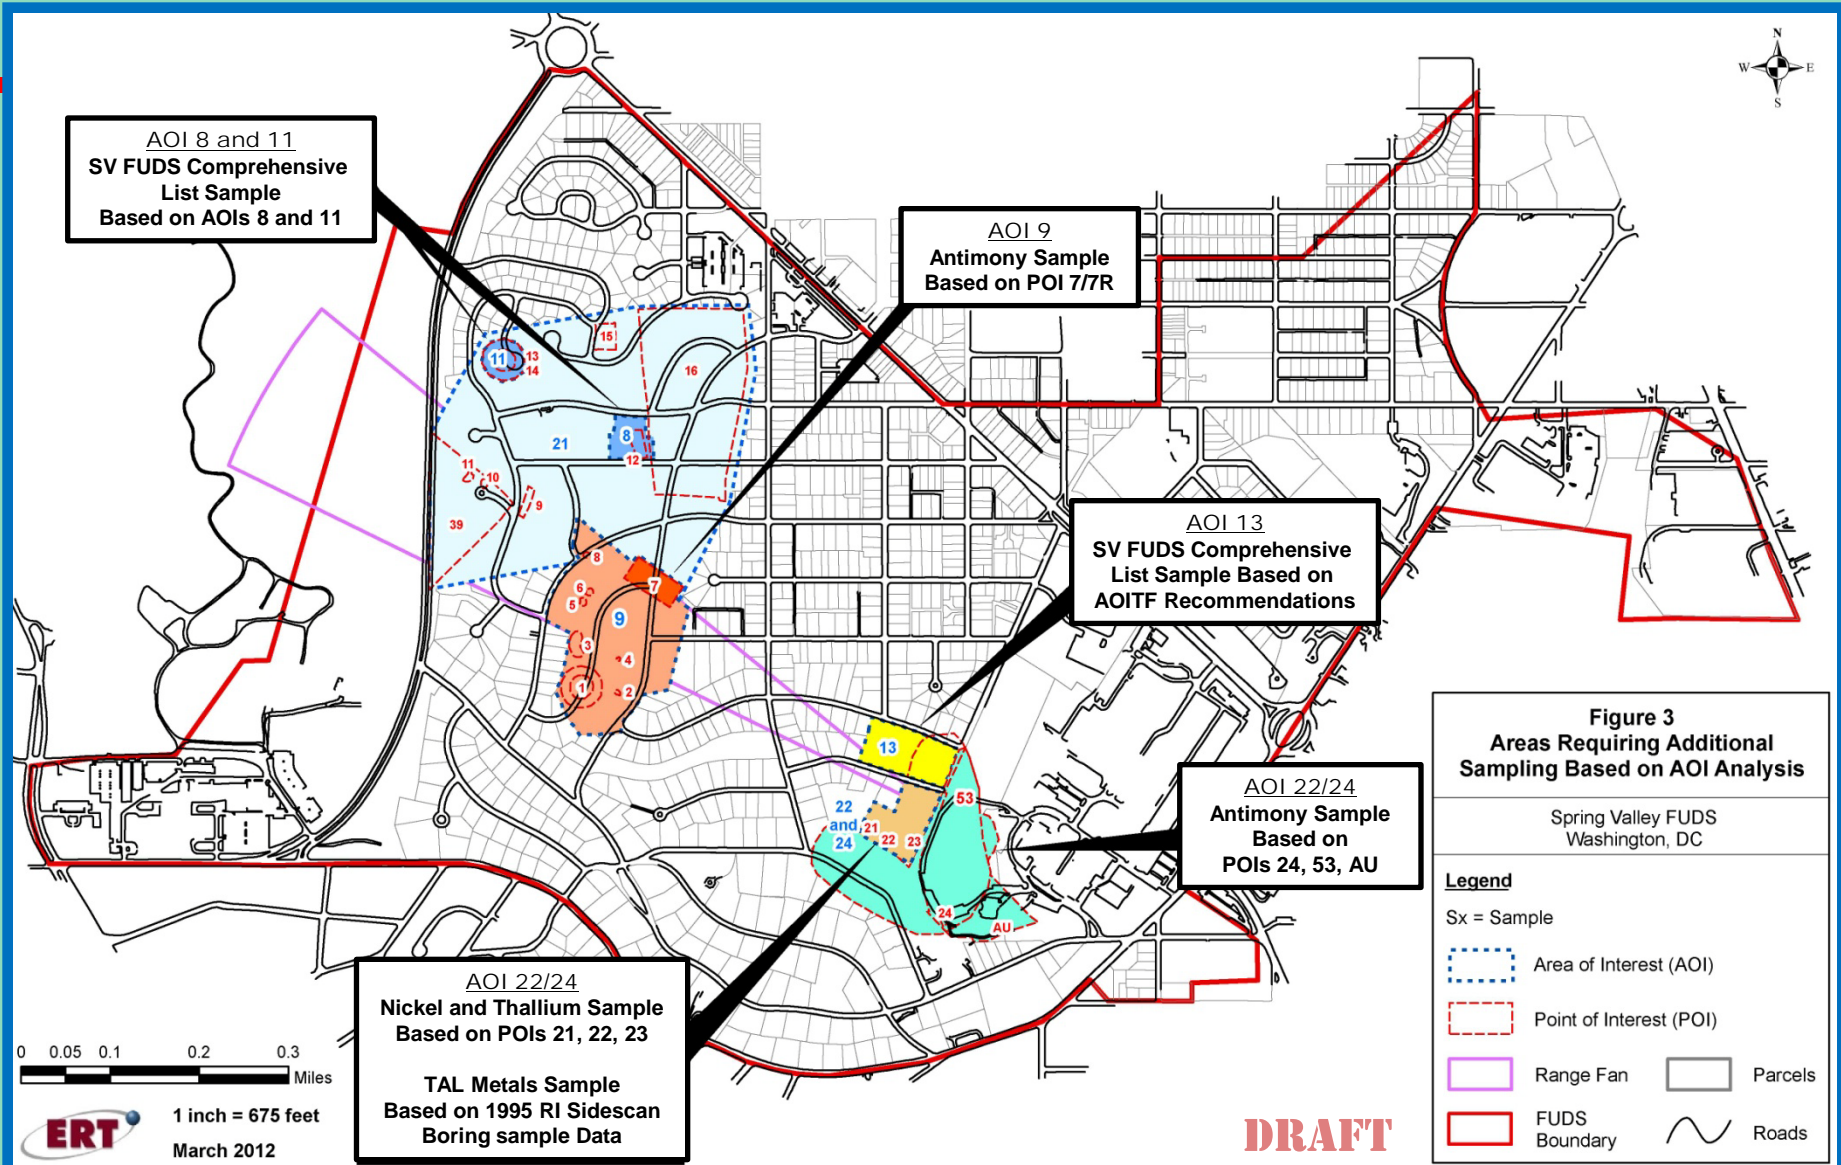 N
W
E
S
AOI 8 and 11
SV FUDS Comprehensive
List Sample
Based on AOIs 8 and 11
AOI 9
Antimony Sample
Based on POI 7/7R
15
11
13
14
16
21
8
12
11
10
9
39
8
7
6
5
9
3
4
1
2
AOI 13
SV FUDS Comprehensive
List Sample Based on
AOITF Recommendations
13
53
22
and
24
21
22
23
24
AU
AOI 22/24
Antimony Sample
Based on
POIs 24, 53, AU
AOI 22/24
Nickel and Thallium Sample
Based on POIs 21, 22, 23
TAL Metals Sample
Based on 1995 RI Sidescan
Boring sample Data
Figure 3
Areas Requiring Additional
Sampling Based on AOI Analysis
Spring Valley FUDS
Washington, DC
Legend
Sx = Sample
Area of Interest (AOI)
Point of Interest (POI)
Range Fan
Parcels
FUDS
Boundary
Roads
0 0.05 0.1 0.2 0.3
Miles
ERT
1 inch = 675 feet
March 2012
DRAFT